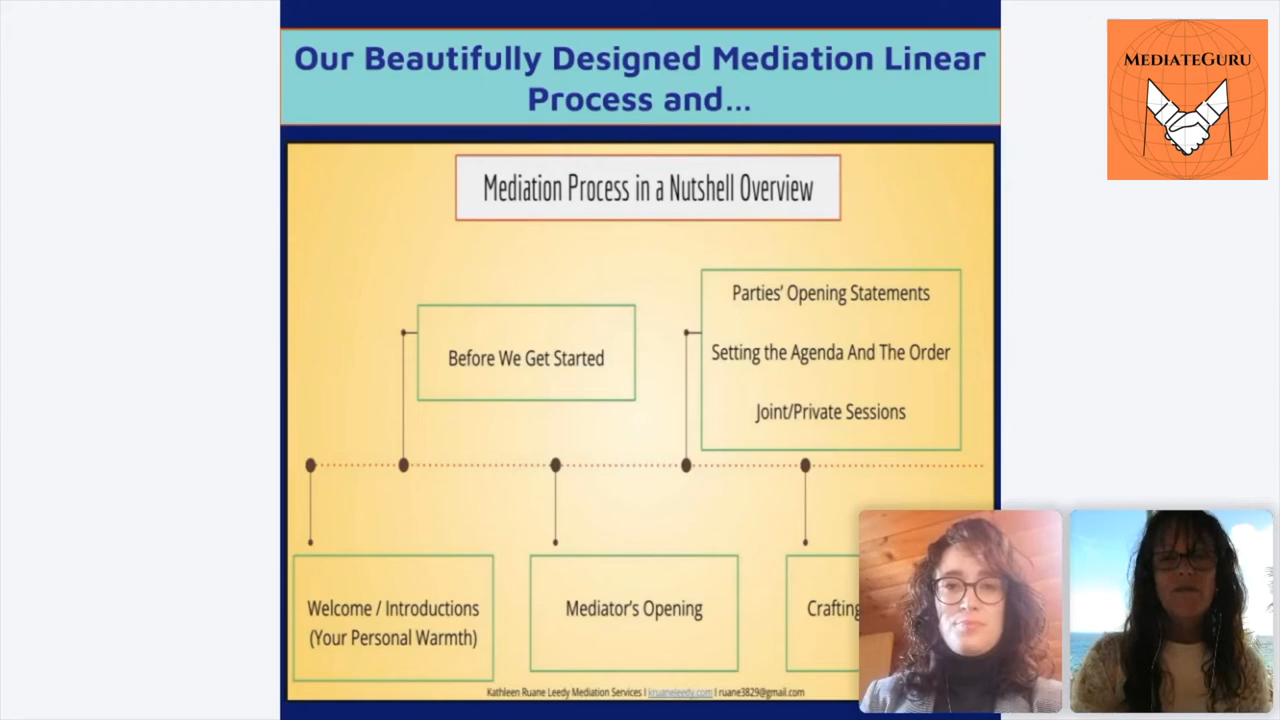 Our Beautifully Designed Mediation Linear
Process and...
MEDIATEGURU
Mediation Process in a Nutshell Overview
Parties' Opening Statements
Setting the Agenda And The Order
Joint/Private Sessions
Before We Get Started
Welcome / Introductions
(Your Personal Warmth)
Mediator's Opening
Crafting
Kathleen Ruane Leedy Mediation Services I kruaneleedy.com I ruane3829@gmail.com